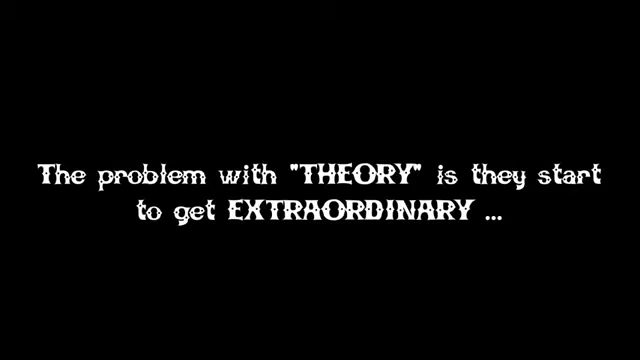 The problem with "THEORY" is they start
to get EXTRAORDINARY ...